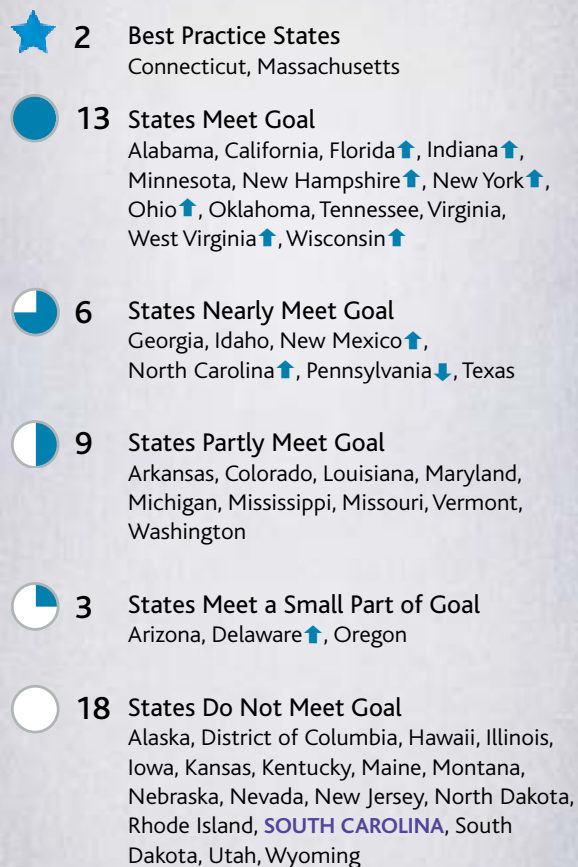 2 Best Practice States
Connecticut, Massachusetts
13 States Meet Goal
Alabama, California, Florida⬆, Indiana⬆,
Minnesota, New Hampshire⬆, New York⬆,
Ohio⬆, Oklahoma, Tennessee, Virginia,
West Virginia⬆, Wisconsin⬆
6 States Nearly Meet Goal
Georgia, Idaho, New Mexico⬆,
North Carolina⬆, Pennsylvania⬇, Texas
9 States Partly Meet Goal
Arkansas, Colorado, Louisiana, Maryland,
Michigan, Mississippi, Missouri, Vermont,
Washington
3 States Meet a Small Part of Goal
Arizona, Delaware⬆, Oregon
18 States Do Not Meet Goal
Alaska, District of Columbia, Hawaii, Illinois,
Iowa, Kansas, Kentucky, Maine, Montana,
Nebraska, Nevada, New Jersey, North Dakota,
Rhode Island, SOUTH CAROLINA, South
Dakota, Utah, Wyoming